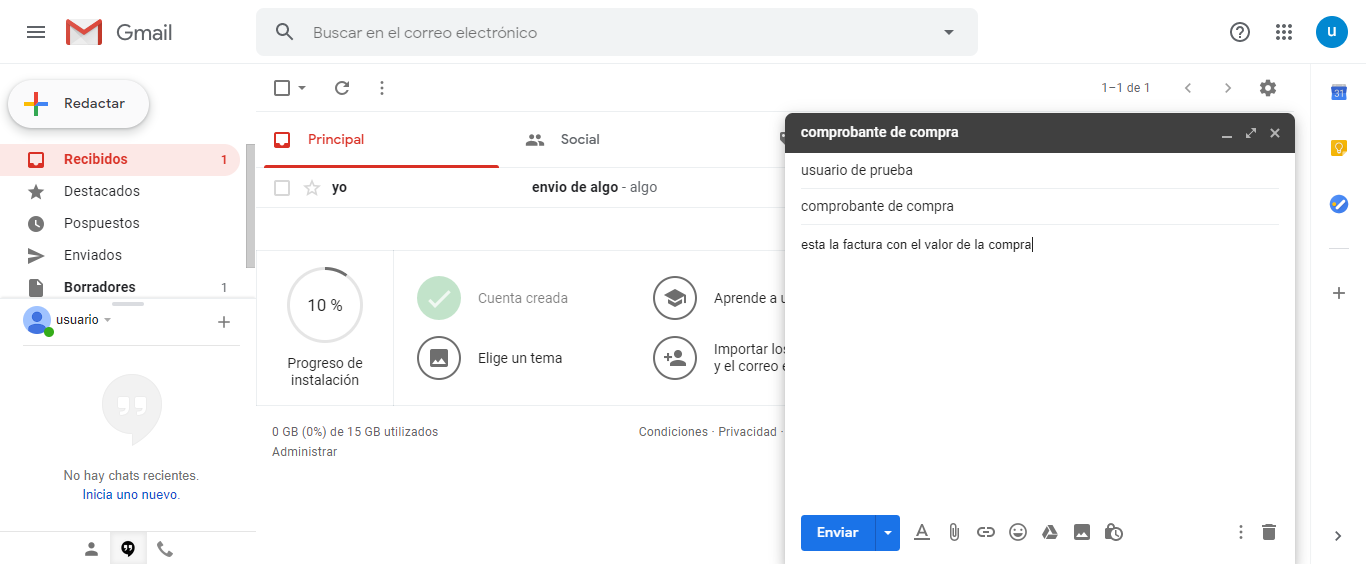 Gmail
Buscar en el correo electrónico
u
Redactar
1–1 de 1
31
Recibidos 1
Destacados
Pospuestos
Enviados
Borradores 1
usuario
No hay chats recientes.
Inicia uno nuevo.
Principal
Social
yo envio de algo - algo
10 %
Progreso de
instalación
Cuenta creada
Elige un tema
Aprende a u
Importar los
y el correo e
0 GB (0%) de 15 GB utilizados
Administrar
Condiciones · Privacidad ·
comprobante de compra
usuario de prueba
comprobante de compra
esta la factura con el valor de la compra
Enviar